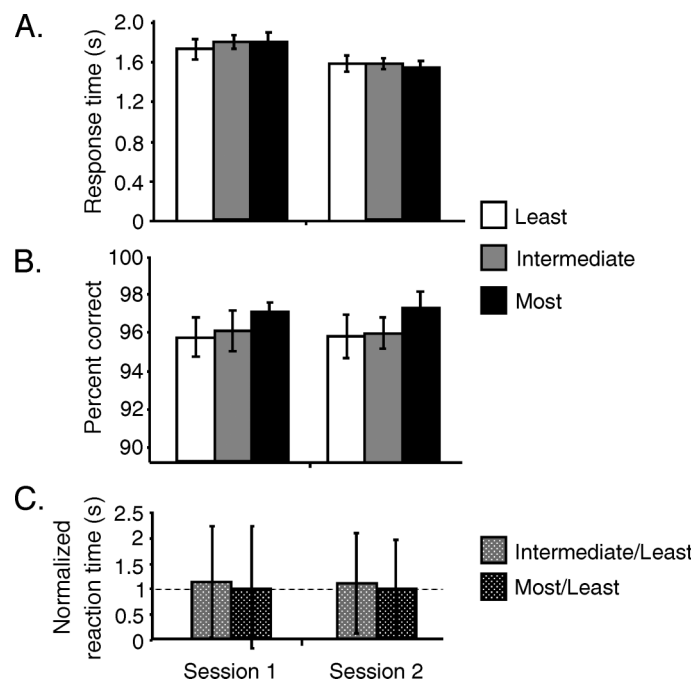 A.
Response time (s)
2.0
1.6
1.2
0.8
0.4
0
Least
Intermediate
Most
B.
Percent correct
100
98
96
94
92
90
C.
Normalized
reaction time (s)
2.5
2
1.5
1
0.5
0
Intermediate/Least
Most/Least
Session 1
Session 2